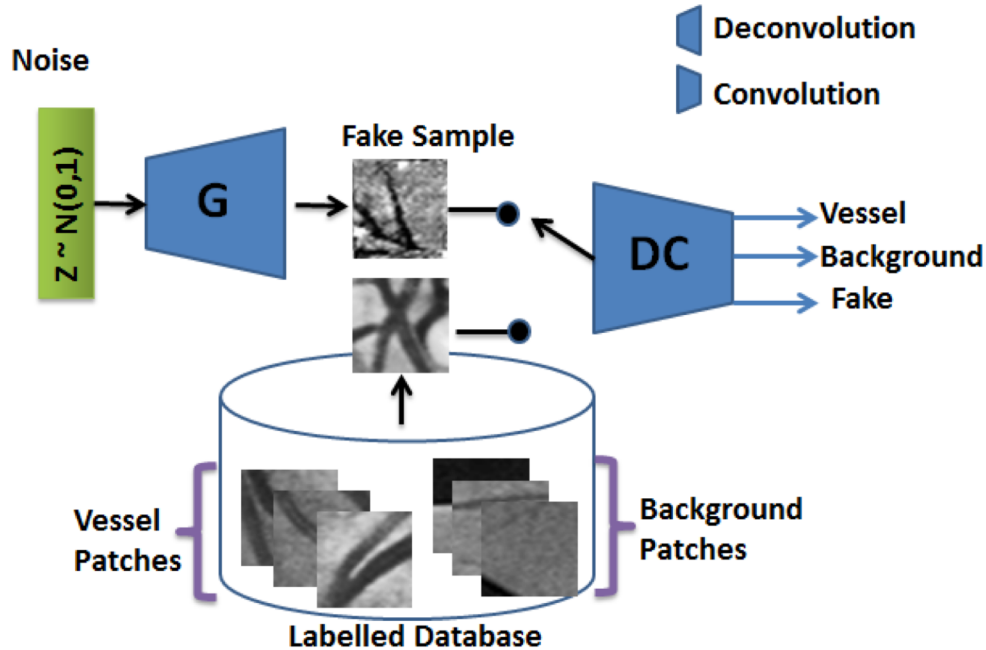 Noise
Deconvolution
Convolution
Z ~ N(0,1)
G
Fake Sample
DC
Vessel
Background
Fake
Vessel
Patches
Background
Patches
Labelled Database